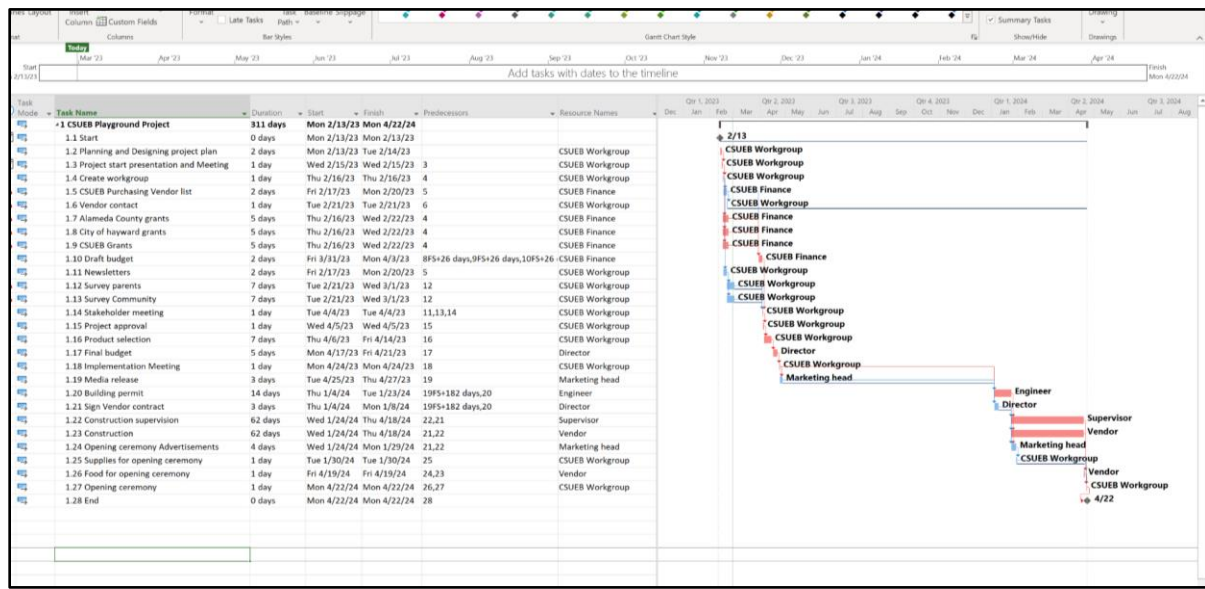 Layout Insert Format Task Baseline Slippage Drawing
Column Custom Fields Late Tasks Path Summary Tasks
Columns Bar Styles Gantt Chart Style Show/Hide Drawings
Today
Mar '23 Apr '23 May '23 Jun '23 Jul '23 Aug '23 Sep '23 Oct '23 Nov '23 Dec '23 Jan '24 Feb '24 Mar '24 Apr '24
Start Finish
2/13/23 Add tasks with dates to the timeline Mon 4/22/24
Task Qtr 1, 2023 Qtr 2, 2023 Qtr 3, 2023 Qtr 4, 2023 Qtr 1, 2024 Qtr 2, 2024 Qtr 3, 2024
Mode Task Name Duration Start Finish Predecessors Resource Names Dec Jan Feb Mar Apr May Jun Jul Aug Sep Oct Nov Dec Jan Feb Mar Apr May Jun Jul Aug
1 CSUEB Playground Project 311 days Mon 2/13/23 Mon 4/22/24
1.1 Start 0 days Mon 2/13/23 Mon 2/13/23 2/13
1.2 Planning and Designing project plan 2 days Mon 2/13/23 Tue 2/14/23 CSUEB Workgroup CSUEB Workgroup
1.3 Project start presentation and Meeting 1 day Wed 2/15/23 Wed 2/15/23 3 CSUEB Workgroup CSUEB Workgroup
1.4 Create workgroup 1 day Thu 2/16/23 Thu 2/16/23 4 CSUEB Workgroup CSUEB Workgroup
1.5 CSUEB Purchasing Vendor list 2 days Fri 2/17/23 Mon 2/20/23 5 CSUEB Finance CSUEB Finance
1.6 Vendor contact 1 day Tue 2/21/23 Tue 2/21/23 6 CSUEB Workgroup CSUEB Workgroup
1.7 Alameda County grants 5 days Thu 2/16/23 Wed 2/22/23 4 CSUEB Finance CSUEB Finance
1.8 City of hayward grants 5 days Thu 2/16/23 Wed 2/22/23 4 CSUEB Finance CSUEB Finance
1.9 CSUEB Grants 5 days Thu 2/16/23 Wed 2/22/23 4 CSUEB Finance CSUEB Finance
1.10 Draft budget 2 days Fri 3/31/23 Mon 4/3/23 8FS+26 days,9FS+26 days,10FS+26 CSUEB Finance CSUEB Finance
1.11 Newsletters 2 days Fri 2/17/23 Mon 2/20/23 5 CSUEB Workgroup CSUEB Workgroup
1.12 Survey parents 7 days Tue 2/21/23 Wed 3/1/23 12 CSUEB Workgroup CSUEB Workgroup
1.13 Survey Community 7 days Tue 2/21/23 Wed 3/1/23 12 CSUEB Workgroup CSUEB Workgroup
1.14 Stakeholder meeting 1 day Tue 4/4/23 Tue 4/4/23 11,13,14 CSUEB Workgroup CSUEB Workgroup
1.15 Project approval 1 day Wed 4/5/23 Wed 4/5/23 15 CSUEB Workgroup CSUEB Workgroup
1.16 Product selection 7 days Thu 4/6/23 Fri 4/14/23 16 CSUEB Workgroup CSUEB Workgroup
1.17 Final budget 5 days Mon 4/17/23 Fri 4/21/23 17 Director Director
1.18 Implementation Meeting 1 day Mon 4/24/23 Mon 4/24/23 18 CSUEB Workgroup CSUEB Workgroup
1.19 Media release 3 days Tue 4/25/23 Thu 4/27/23 19 Marketing head Marketing head
1.20 Building permit 14 days Thu 1/4/24 Tue 1/23/24 19FS+182 days,20 Engineer Engineer
1.21 Sign Vendor contract 3 days Thu 1/4/24 Mon 1/8/24 19FS+182 days,20 Director Director
1.22 Construction supervision 62 days Wed 1/24/24 Thu 4/18/24 22,21 Supervisor Supervisor
1.23 Construction 62 days Wed 1/24/24 Thu 4/18/24 21,22 Vendor Vendor
1.24 Opening ceremony Advertisements 4 days Wed 1/24/24 Mon 1/29/24 21,22 Marketing head Marketing head
1.25 Supplies for opening ceremony 1 day Tue 1/30/24 Tue 1/30/24 25 CSUEB Workgroup CSUEB Workgroup
1.26 Food for opening ceremony 1 day Fri 4/19/24 Fri 4/19/24 24,23 Vendor Vendor
1.27 Opening ceremony 1 day Mon 4/22/24 Mon 4/22/24 26,27 CSUEB Workgroup CSUEB Workgroup
1.28 End 0 days Mon 4/22/24 Mon 4/22/24 28 4/22